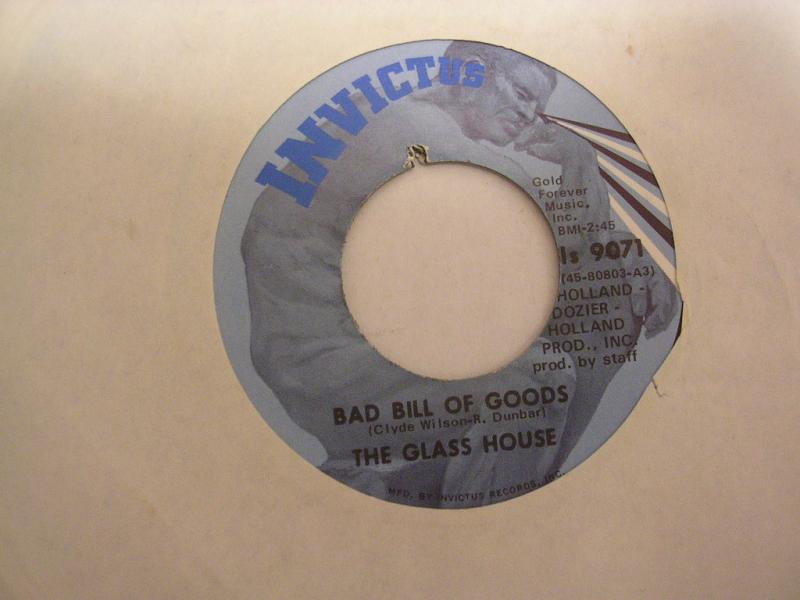 INVICTUS
Gold
Forever
Music,
Inc.
BMI-2:45
Is 9071
(45-80803-A3)
HOLLAND -
DOZIER -
HOLLAND
PROD., INC.
prod. by staff
BAD BILL OF GOODS
(Clyde Wilson-R. Dunbar)
THE GLASS HOUSE
MFD. BY INVICTUS RECORDS, INC.